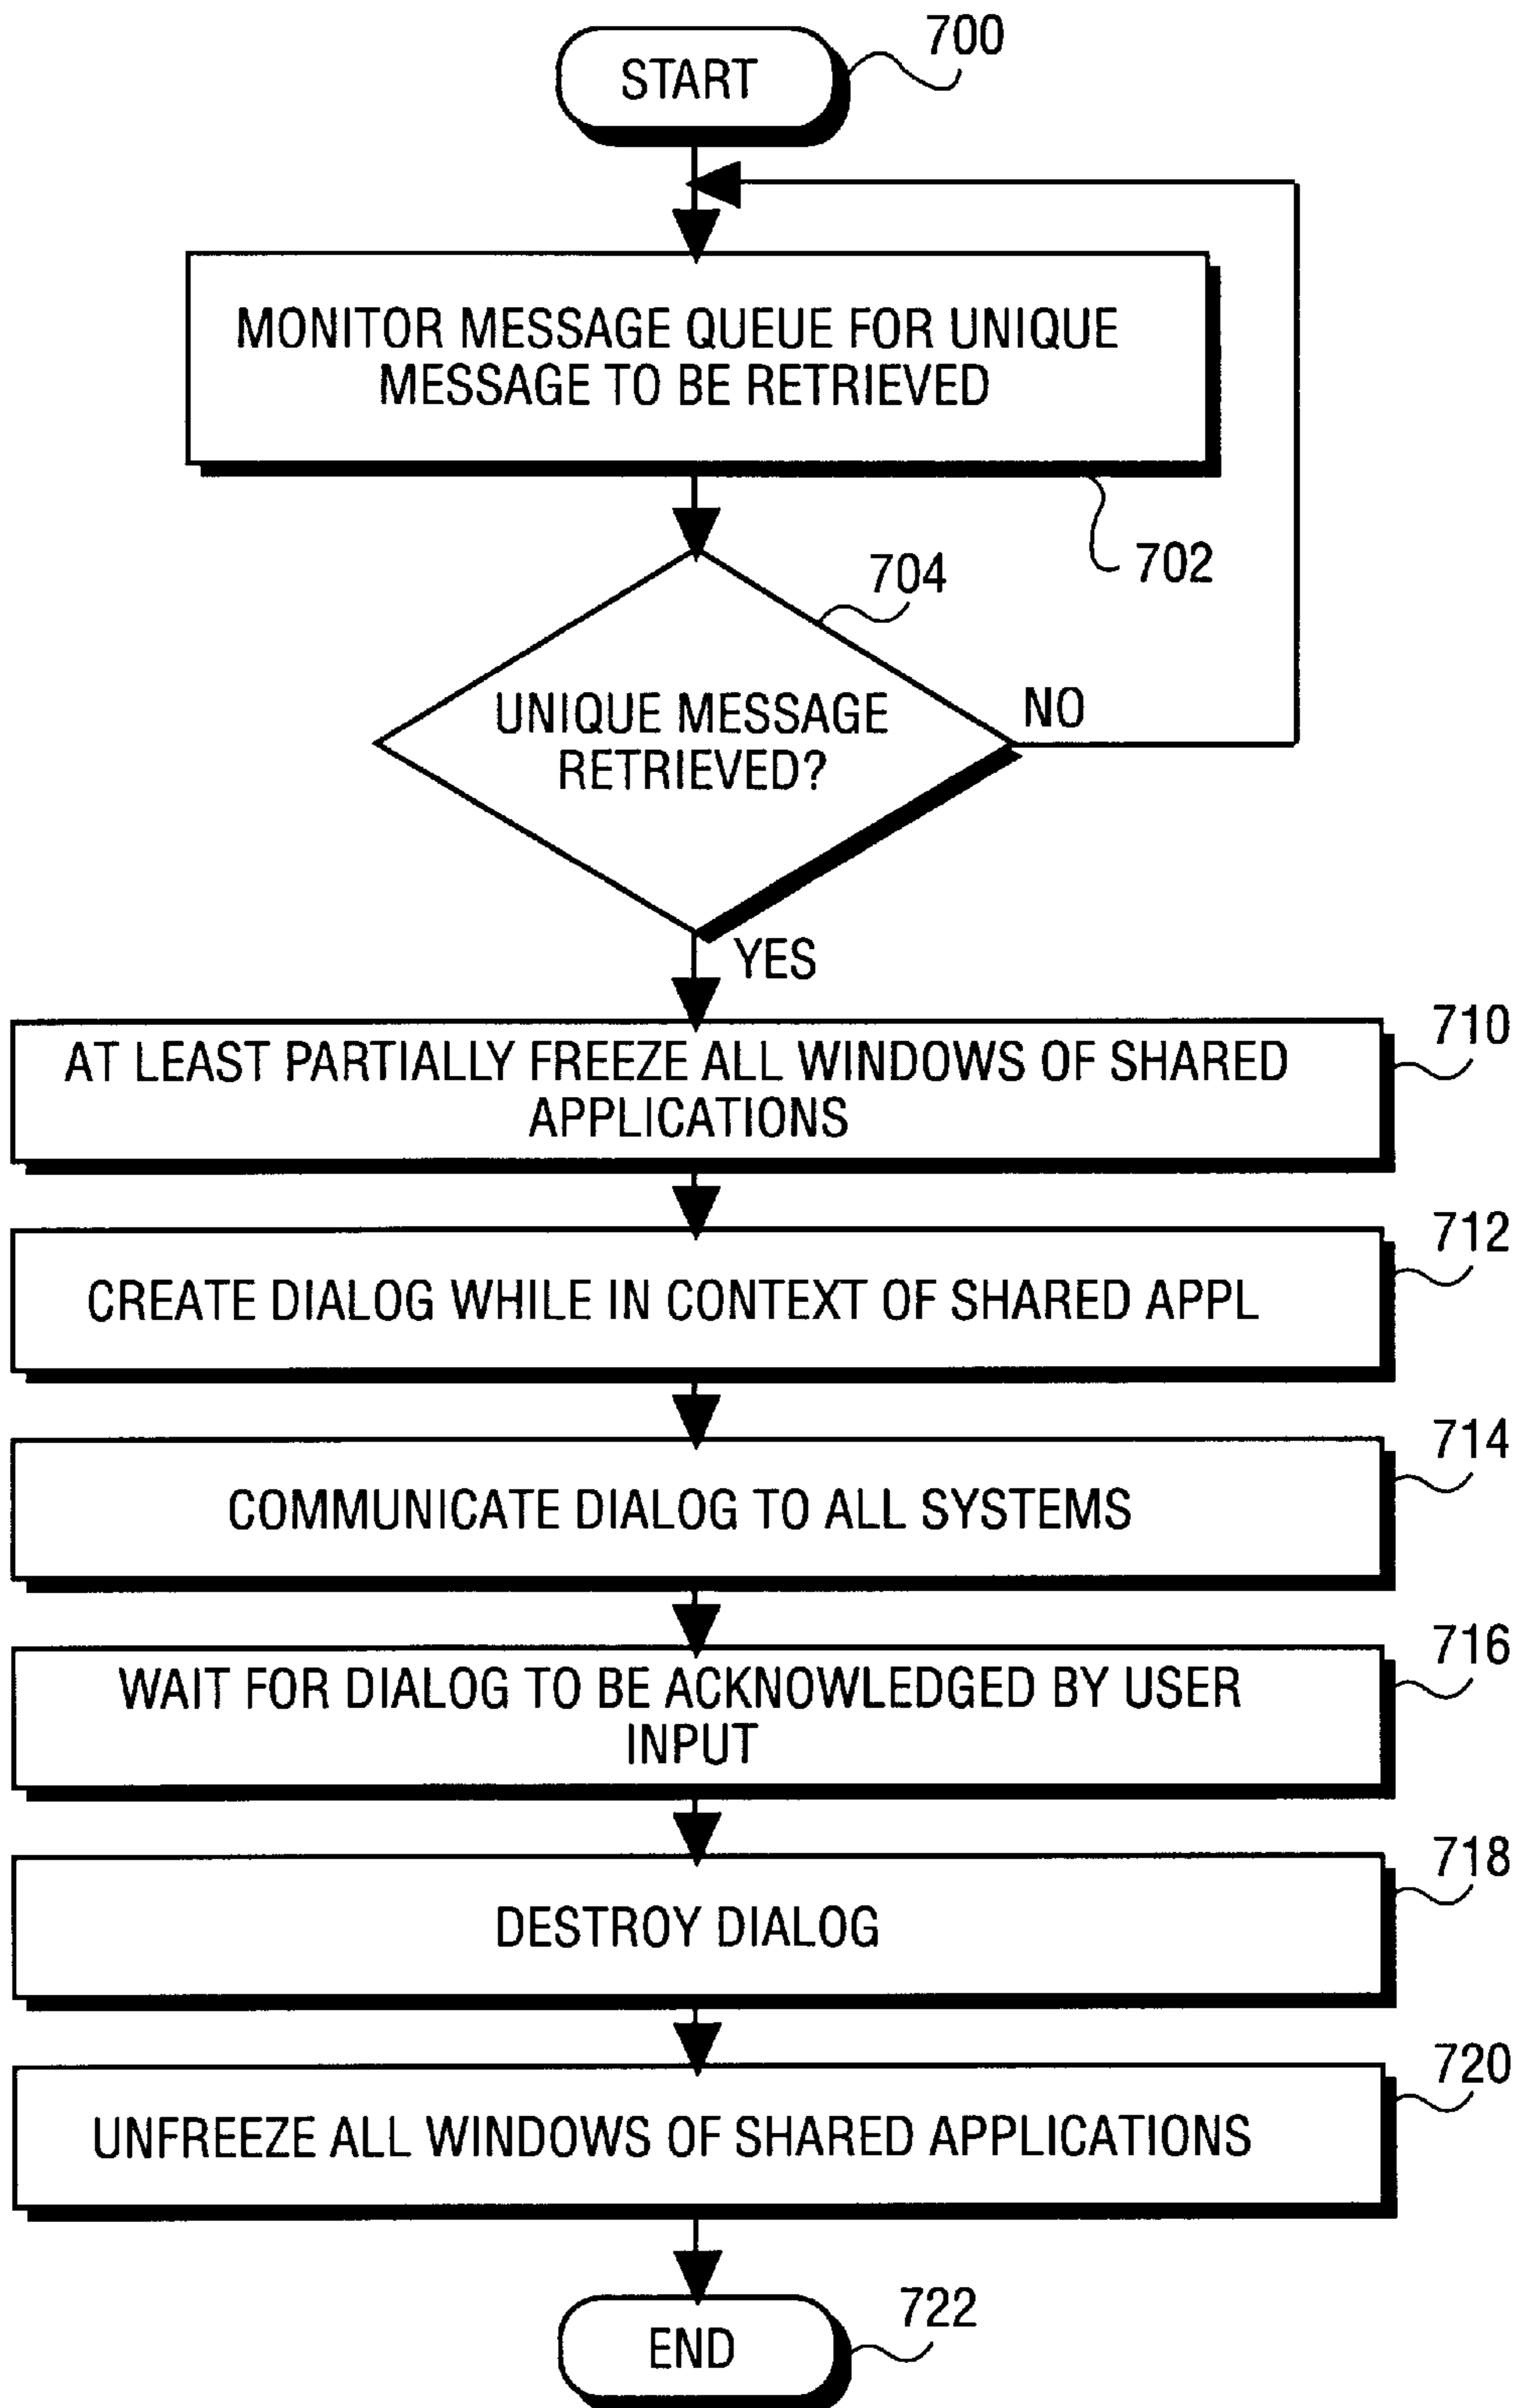 START
700
MONITOR MESSAGE QUEUE FOR UNIQUE
MESSAGE TO BE RETRIEVED
702
704
UNIQUE MESSAGE
RETRIEVED?
NO
YES
710
AT LEAST PARTIALLY FREEZE ALL WINDOWS OF SHARED
APPLICATIONS
712
CREATE DIALOG WHILE IN CONTEXT OF SHARED APPL
714
COMMUNICATE DIALOG TO ALL SYSTEMS
716
WAIT FOR DIALOG TO BE ACKNOWLEDGED BY USER
INPUT
718
DESTROY DIALOG
720
UNFREEZE ALL WINDOWS OF SHARED APPLICATIONS
722
END